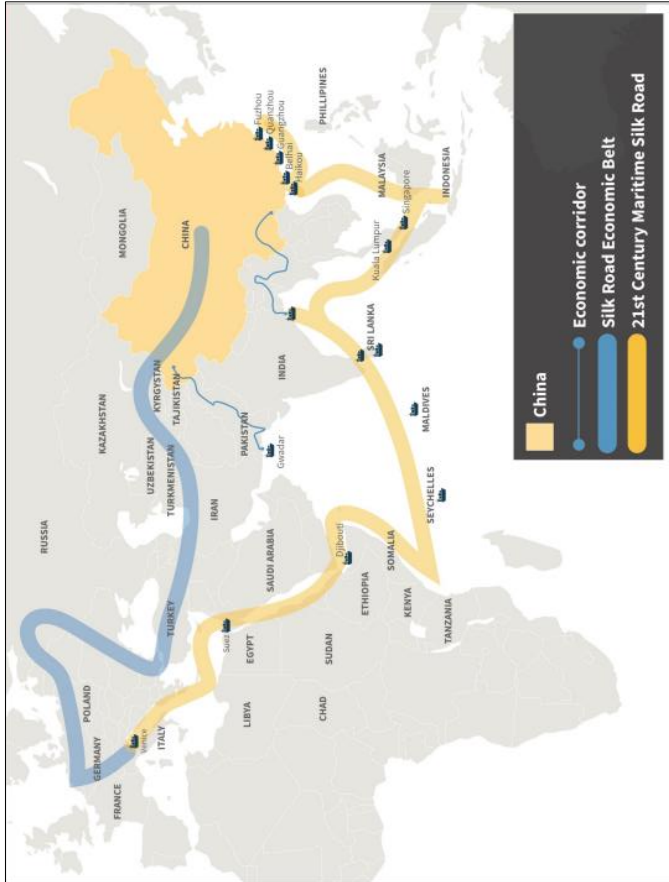 RUSSIA
POLAND
GERMANY
FRANCE
Venice
ITALY
KAZAKHSTAN
MONGOLIA
UZBEKISTAN
KYRGYSTAN
TURKMENISTAN
TAJIKISTAN
TURKEY
CHINA
IRAN
PAKISTAN
Gwadar
Suez
EGYPT
LIBYA
SAUDI ARABIA
INDIA
Fuzhou
Quanzhou
Guangzhou
Beihai
Haikou
SUDAN
CHAD
Djibouti
ETHIOPIA
SOMALIA
KENYA
TANZANIA
SEYCHELLES
MALDIVES
SRI LANKA
PHILLIPINES
MALAYSIA
Kuala Lumpur
Singapore
INDONESIA
China
Economic corridor
Silk Road Economic Belt
21st Century Maritime Silk Road